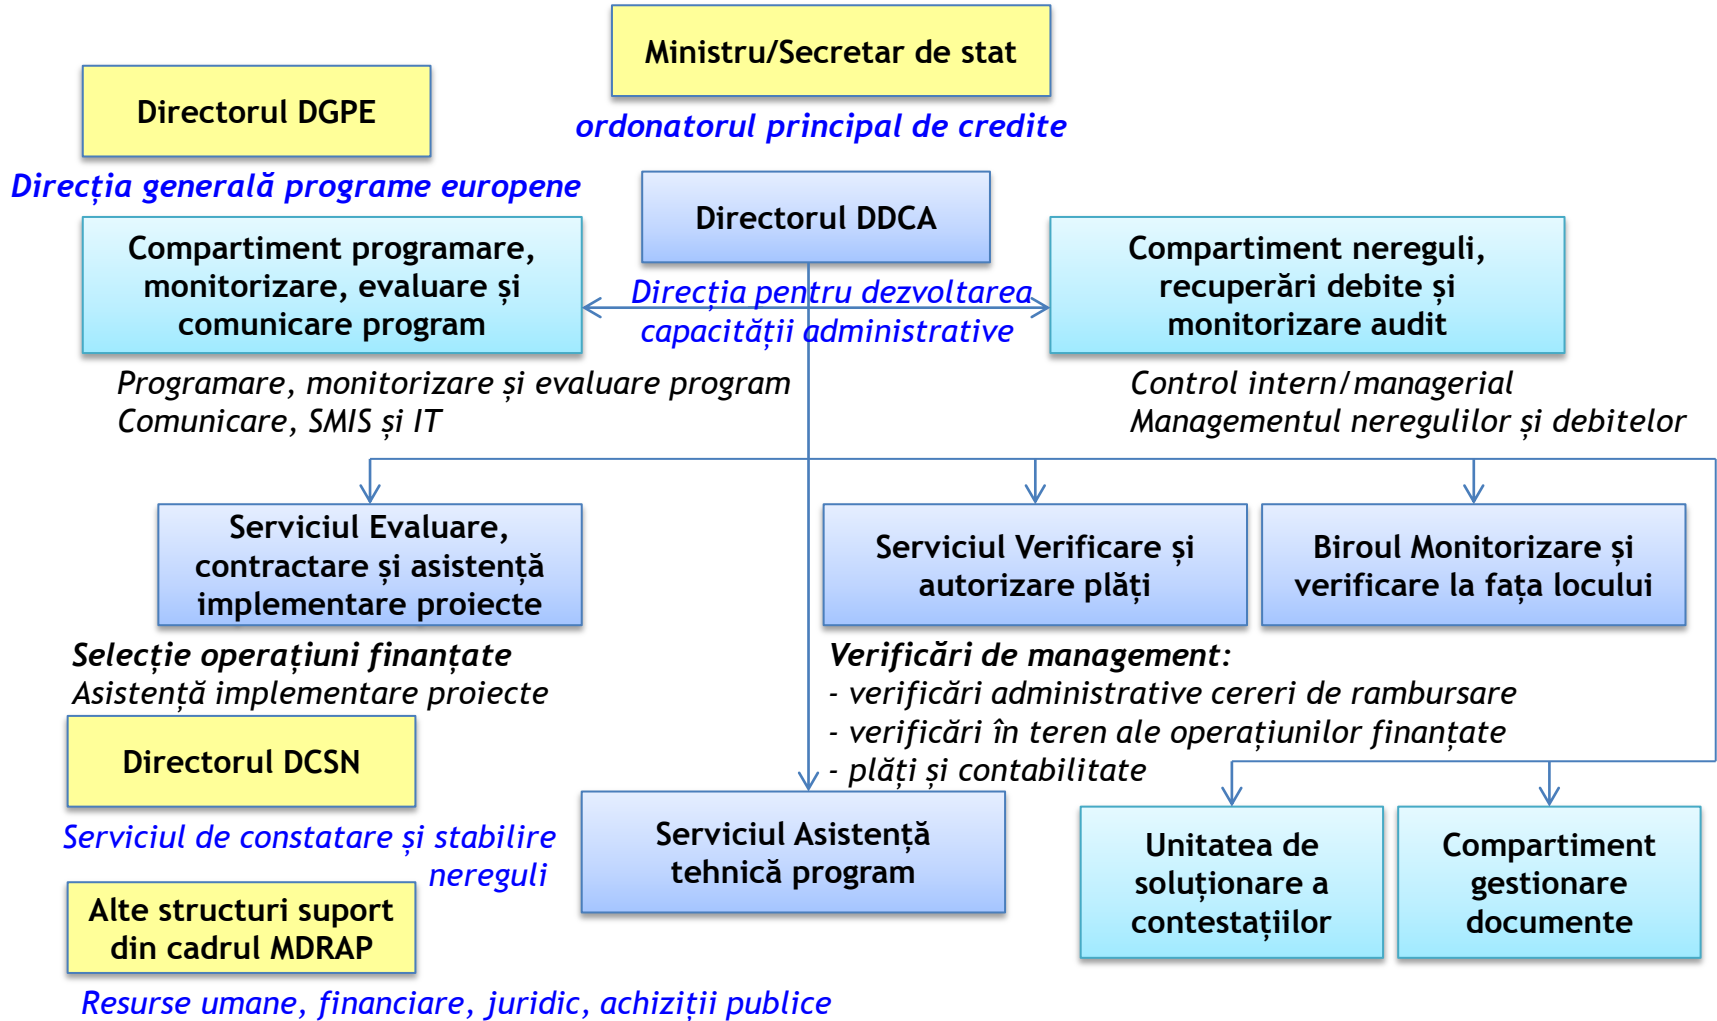 Ministru/Secretar de stat
ordonatorul principal de credite
Directorul DGPE
Direcția generală programe europene
Directorul DDCA
Direcția pentru dezvoltarea
capacității administrative
Compartiment programare,
monitorizare, evaluare și
comunicare program
Programare, monitorizare și evaluare program
Comunicare, SMIS și IT
Compartiment nereguli,
recuperări debite și
monitorizare audit
Control intern/managerial
Managementul neregulilor și debitelor
Serviciul Evaluare,
contractare și asistență
implementare proiecte
Selecție operațiuni finanțate
Asistență implementare proiecte
Serviciul Verificare și
autorizare plăți
Biroul Monitorizare și
verificare la fața locului
Verificări de management:
- verificări administrative cereri de rambursare
- verificări în teren ale operațiunilor finanțate
- plăți și contabilitate
Directorul DCSN
Serviciul de constatare și stabilire
nereguli
Serviciul Asistență
tehnică program
Unitatea de
soluționare a
contestațiilor
Compartiment
gestionare
documente
Alte structuri suport
din cadrul MDRAP
Resurse umane, financiare, juridic, achiziții publice